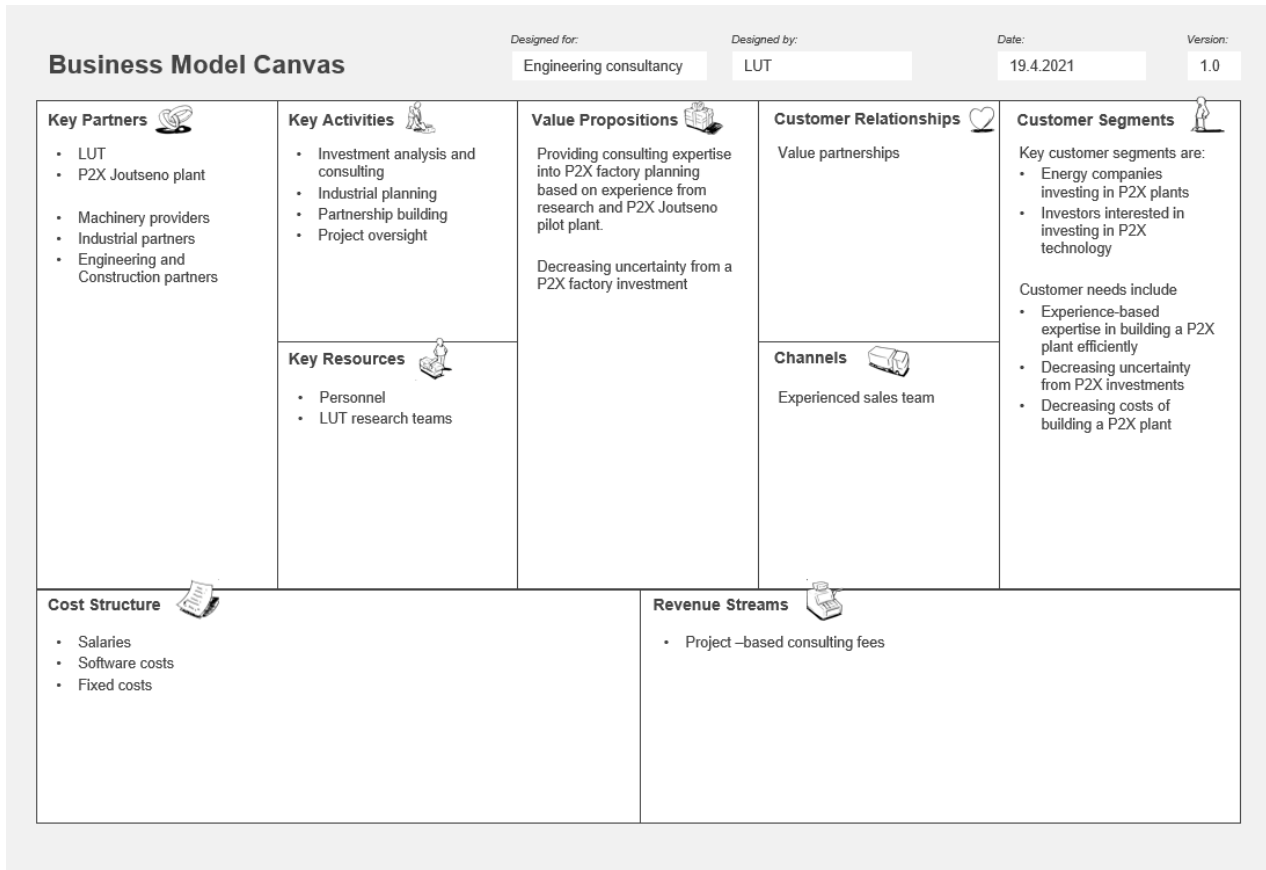 Business Model Canvas
Designed for:
Engineering consultancy
Designed by:
LUT
Date:
19.4.2021
Version:
1.0
Key Partners
• LUT
• P2X Joutseno plant
• Machinery providers
• Industrial partners
• Engineering and
Construction partners
Key Activities
• Investment analysis and
consulting
• Industrial planning
• Partnership building
• Project oversight
Key Resources
• Personnel
• LUT research teams
Value Propositions
Providing consulting expertise
into P2X factory planning
based on experience from
research and P2X Joutseno
pilot plant.
Decreasing uncertainty from a
P2X factory investment
Customer Relationships
Value partnerships
Channels
Experienced sales team
Customer Segments
Key customer segments are:
• Energy companies
investing in P2X plants
• Investors interested in
investing in P2X
technology
Customer needs include
• Experience-based
expertise in building a P2X
plant efficiently
• Decreasing uncertainty
from P2X investments
• Decreasing costs of
building a P2X plant
Cost Structure
• Salaries
• Software costs
• Fixed costs
Revenue Streams
• Project –based consulting fees